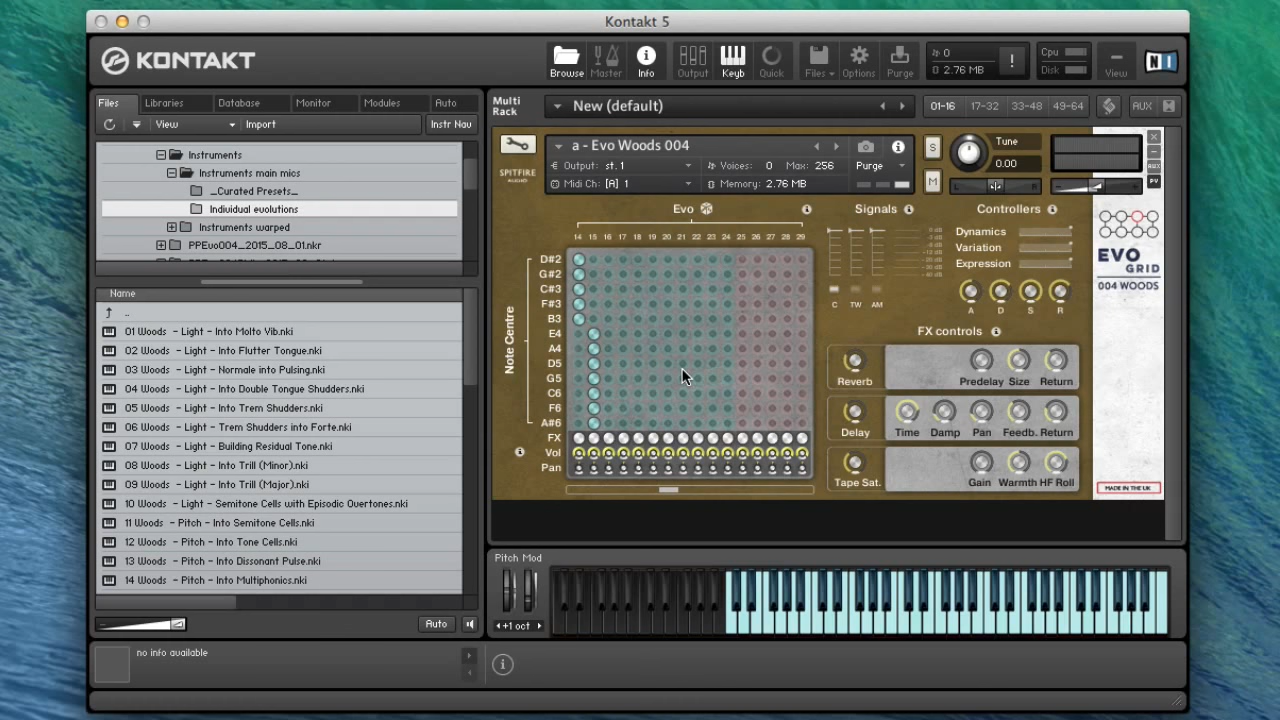 Kontakt 5
KONTAKT
Browse Master Info Output Keyb Quick Files Options Purge
0
2.76 MB
!
Cpu
Disk
View
NI
Files Libraries Database Monitor Modules Auto
View Import Instr Nav
Instruments
Instruments main mics
_Curated Presets_
Individual evolutions
Instruments warped
PPEvo004_2015_08_01.nkr
Name
..
01 Woods - Light - Into Molto Vib.nki
02 Woods - Light - Into Flutter Tongue.nki
03 Woods - Light - Normale into Pulsing.nki
04 Woods - Light - Into Double Tongue Shudders.nki
05 Woods - Light - Into Trem Shudders.nki
06 Woods - Light - Trem Shudders into Forte.nki
07 Woods - Light - Building Residual Tone.nki
08 Woods - Light - Into Trill (Minor).nki
09 Woods - Light - Into Trill (Major).nki
10 Woods - Light - Semitone Cells with Episodic Overtones.nki
11 Woods - Pitch - Into Semitone Cells.nki
12 Woods - Pitch - Into Tone Cells.nki
13 Woods - Pitch - Into Dissonant Pulse.nki
14 Woods - Pitch - Into Multiphonics.nki
Auto
no info available
Multi
Rack
New (default)
01-16 17-32 33-48 49-64 AUX
a - Evo Woods 004
Output: st. 1 Voices: 0 Max: 256 Purge
Midi Ch: [A] 1 Memory: 2.76 MB
S
M
Tune
0.00
L R
AUX
PV
SPITFIRE
AUDIO
Evo
14 15 16 17 18 19 20 21 22 23 24 25 26 27 28 29
Note Centre
D#2
G#2
C#3
F#3
B3
E4
A4
D5
G5
C6
F6
A#6
FX
Vol
Pan
Signals
C TW AM
Controllers
Dynamics
Variation
Expression
A D S R
FX controls
Reverb Predelay Size Return
Delay Time Damp Pan Feedb. Return
Tape Sat. Gain Warmth HF Roll
EVO
GRID
004 WOODS
MADE IN THE UK
Pitch Mod
+1 oct